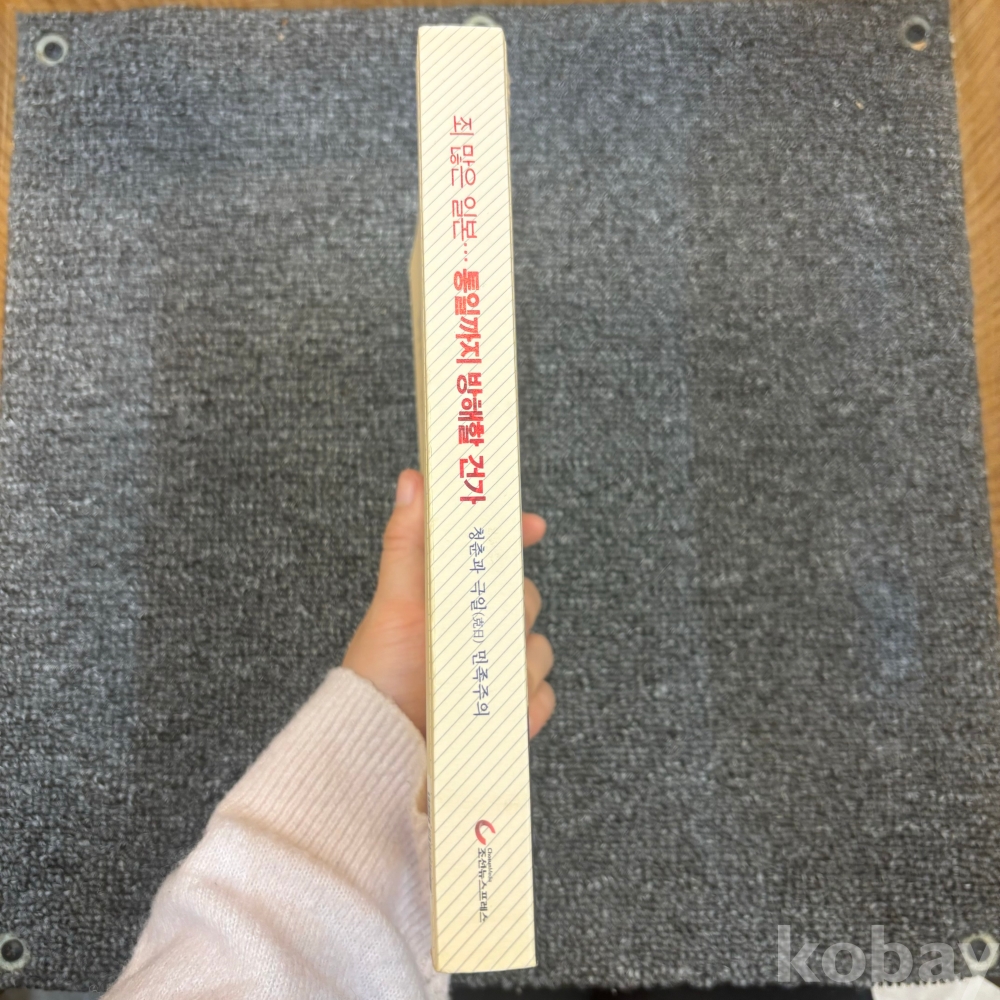 죄 많은 일본… 통일까지 방해할 건가
청춘과 극일(克日) 민족주의
조선뉴스프레스
kobay